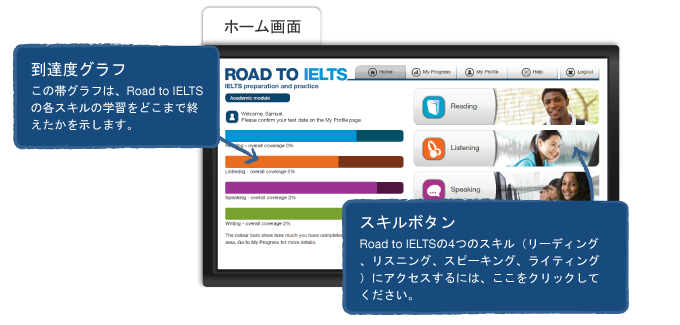 ホーム画面
到達度グラフ
この帯グラフは、Road to IELTS
の各スキルの学習をどこまで終
えたかを示します。
ROAD TO IELTS
IELTS preparation and practice
Home
My Progress
My Profile
Help
Logout
Academic module
Welcome, Samuel
Please confirm your test date on the My Profile page.
Reading - overall coverage 0%
Listening - overall coverage 0%
Speaking - overall coverage 2%
Writing - overall coverage 2%
The colour bars show how much you have completed
area. Go to My Progress for more details.
Reading
Listening
Speaking
スキルボタン
Road to IELTSの4つのスキル（リーディング
、リスニング、スピーキング、ライティング
）にアクセスするには、ここをクリックして
ください。